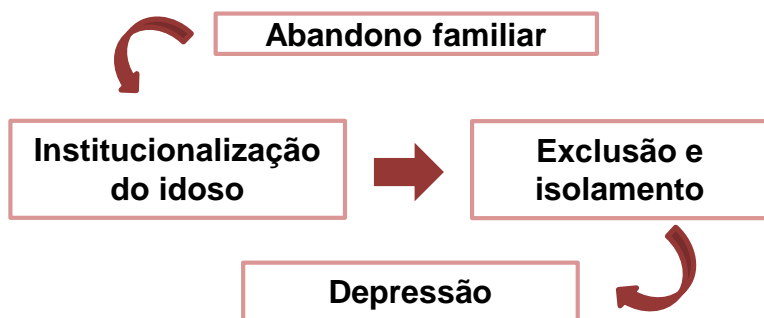 Abandono familiar
Institucionalização
do idoso
Exclusão e
isolamento
Depressão